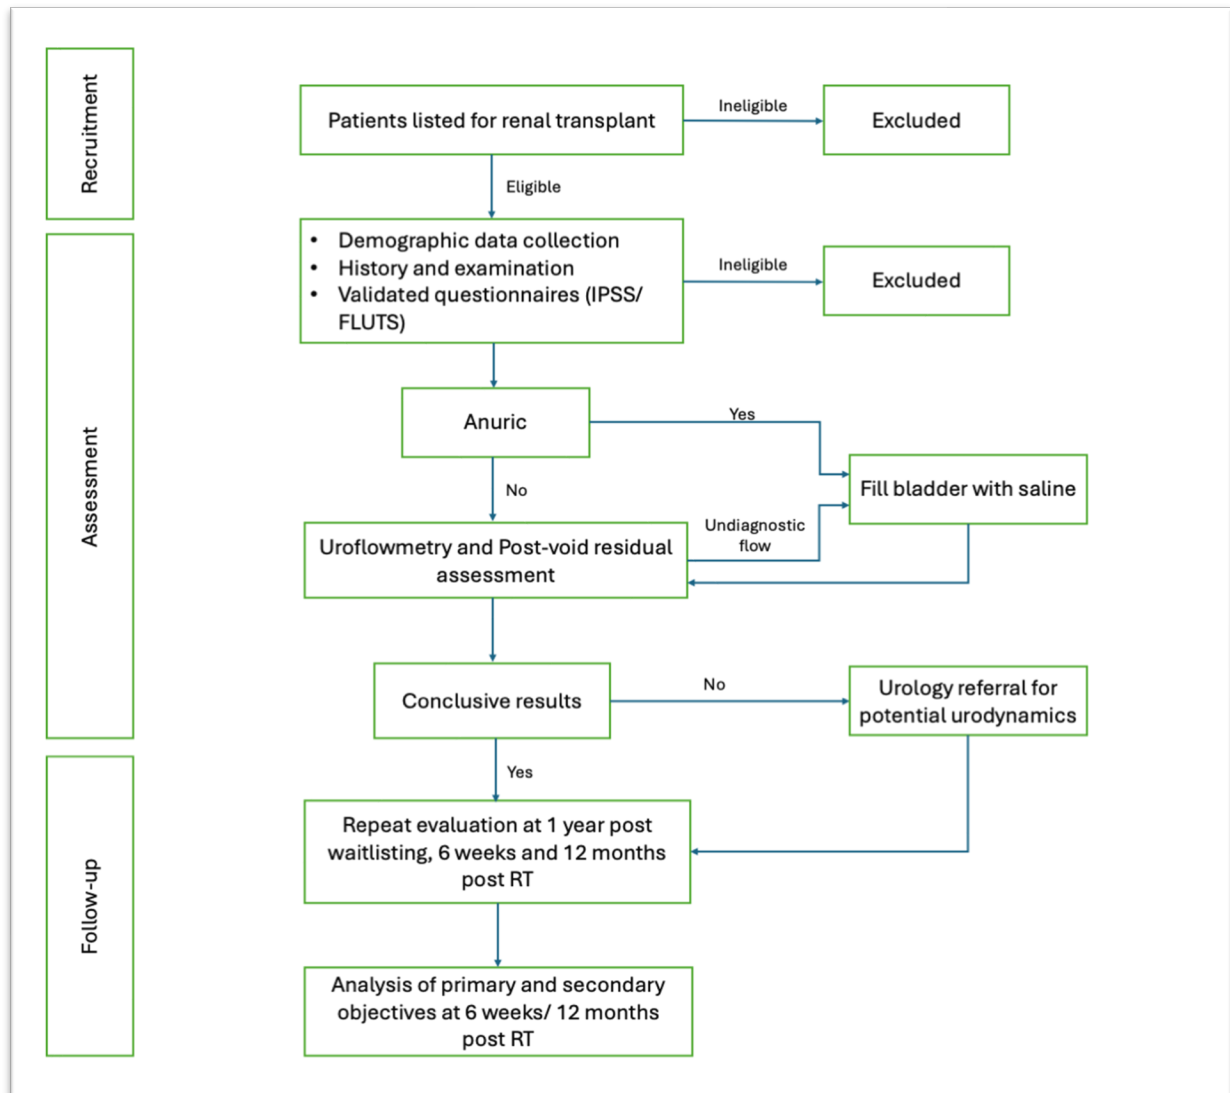 Recruitment
Patients listed for renal transplant
Ineligible
Excluded
Eligible
Assessment
• Demographic data collection
• History and examination
• Validated questionnaires (IPSS/
FLUTS)
Ineligible
Excluded
Anuric
Yes
Fill bladder with saline
No
Undiagnostic
flow
Uroflowmetry and Post-void residual
assessment
Conclusive results
No
Urology referral for
potential urodynamics
Yes
Follow-up
Repeat evaluation at 1 year post
waitlisting, 6 weeks and 12 months
post RT
Analysis of primary and secondary
objectives at 6 weeks/ 12 months
post RT